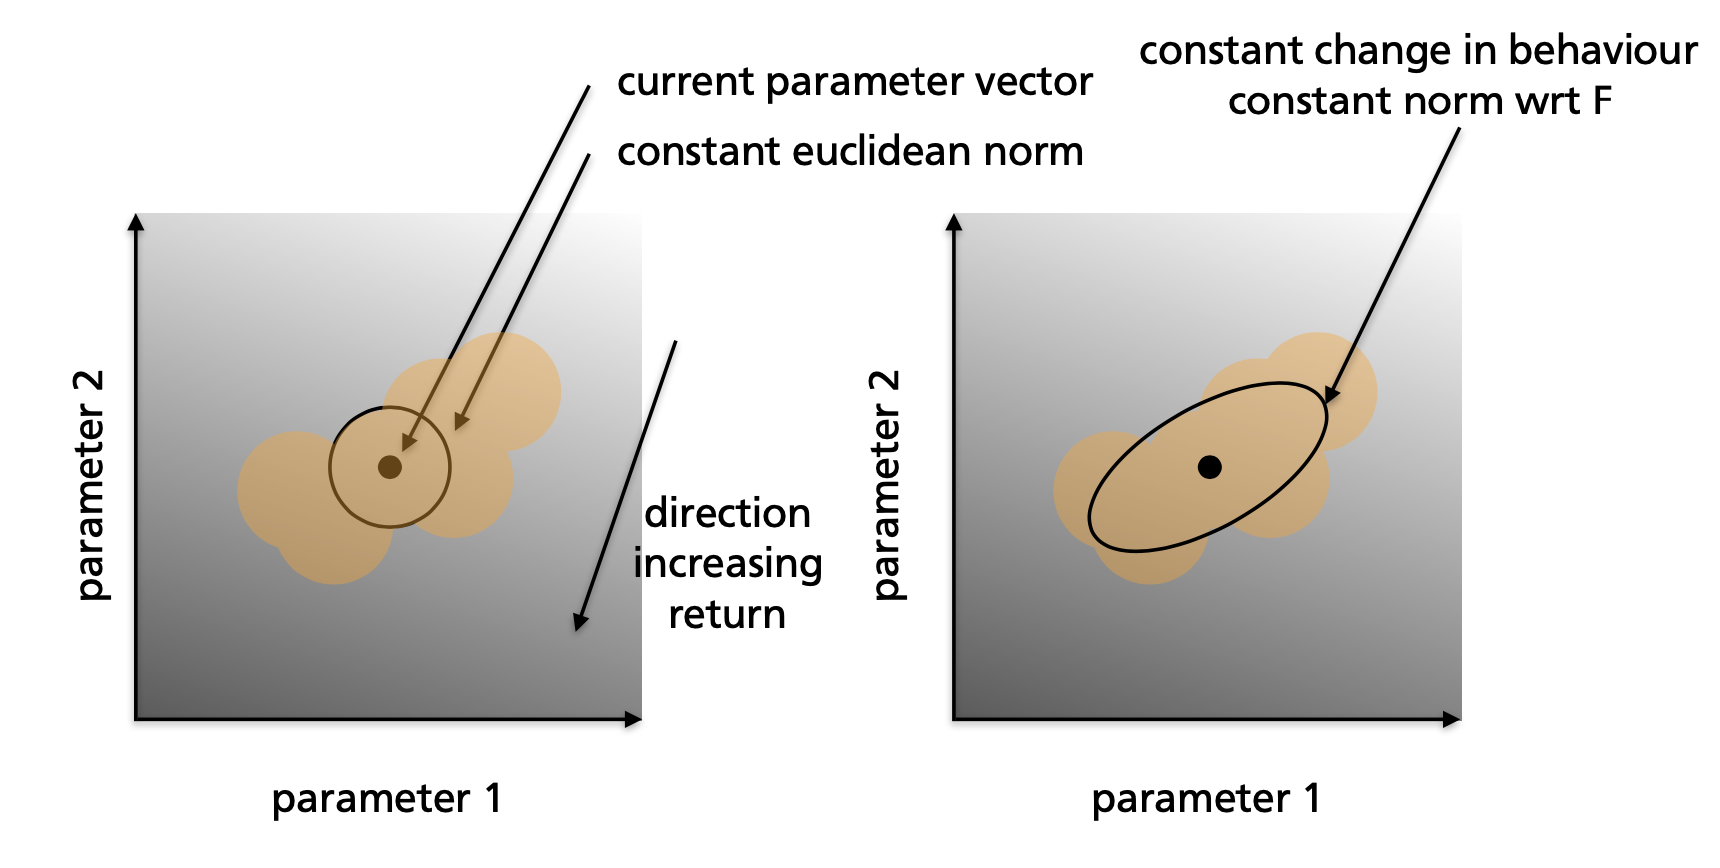 current parameter vector
constant euclidean norm
constant change in behaviour
constant norm wrt F
parameter 2
direction
increasing
return
parameter 2
parameter 1
parameter 1